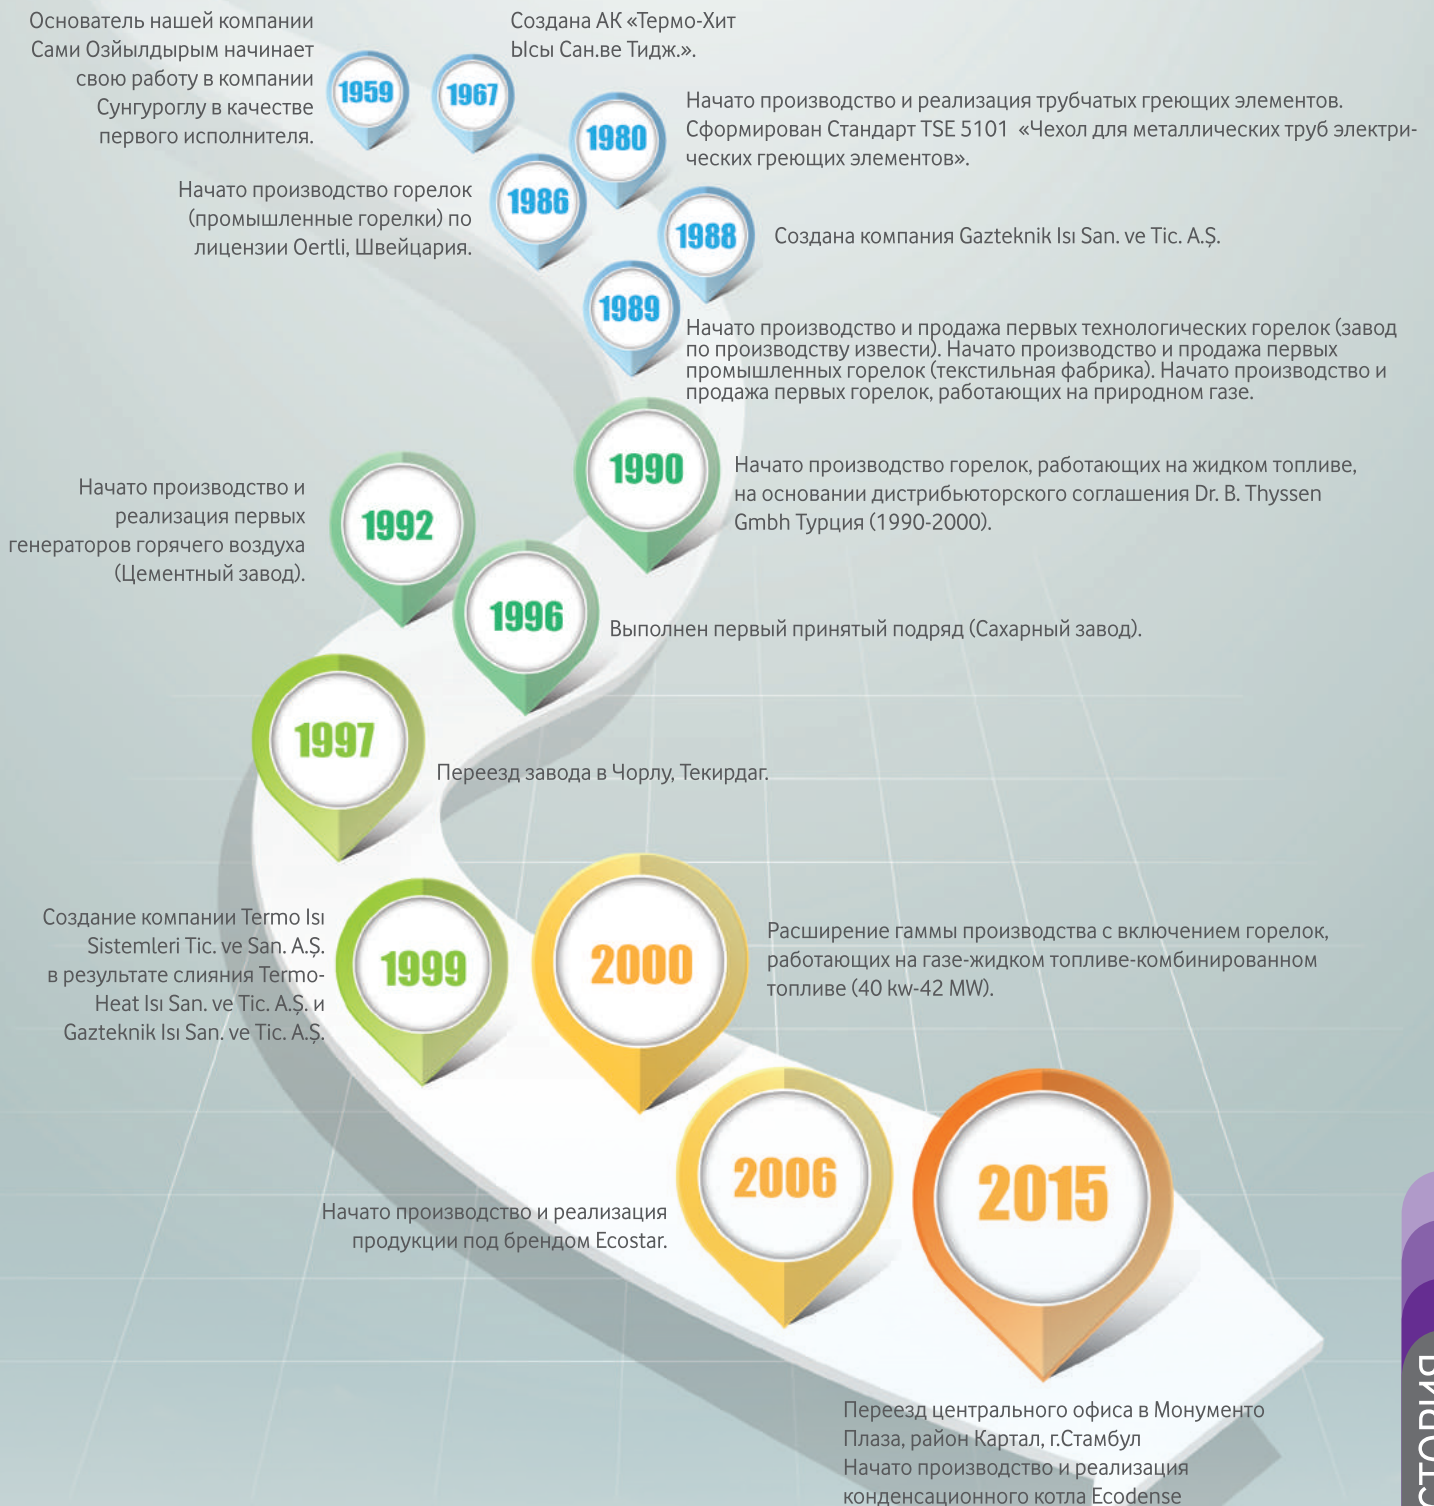 Основатель нашей компании
Сами Озйылдырым начинает
свою работу в компании
Сунгуроглу в качестве
первого исполнителя.
1959
1967
Создана АК «Термо-Хит
Ысы Сан.ве Тидж.».
1980
Начато производство и реализация трубчатых греющих элементов.
Сформирован Стандарт TSE 5101 «Чехол для металлических труб электри-
ческих греющих элементов».
Начато производство горелок
(промышленные горелки) по
лицензии Oertli, Швейцария.
1986
1988
Создана компания Gazteknik Isı San. ve Tic. A.Ş.
1989
Начато производство и продажа первых технологических горелок (завод
по производству извести). Начато производство и продажа первых
промышленных горелок (текстильная фабрика). Начато производство и
продажа первых горелок, работающих на природном газе.
1990
Начато производство горелок, работающих на жидком топливе,
на основании дистрибьюторского соглашения Dr. B. Thyssen
Gmbh Турция (1990-2000).
Начато производство и
реализация первых
генераторов горячего воздуха
(Цементный завод).
1992
1996
Выполнен первый принятый подряд (Сахарный завод).
1997
Переезд завода в Чорлу, Текирдаг.
Создание компании Termo Isı
Sistemleri Tic. ve San. A.Ş.
в результате слияния Termo-
Heat Isı San. ve Tic. A.Ş. и
Gazteknik Isı San. ve Tic. A.Ş.
1999
2000
Расширение гаммы производства с включением горелок,
работающих на газе-жидком топливе-комбинированном
топливе (40 kw-42 MW).
2006
Начато производство и реализация
продукции под брендом Ecostar.
2015
Переезд центрального офиса в Монументо
Плаза, район Картал, г.Стамбул
Начато производство и реализация
конденсационного котла Ecodense